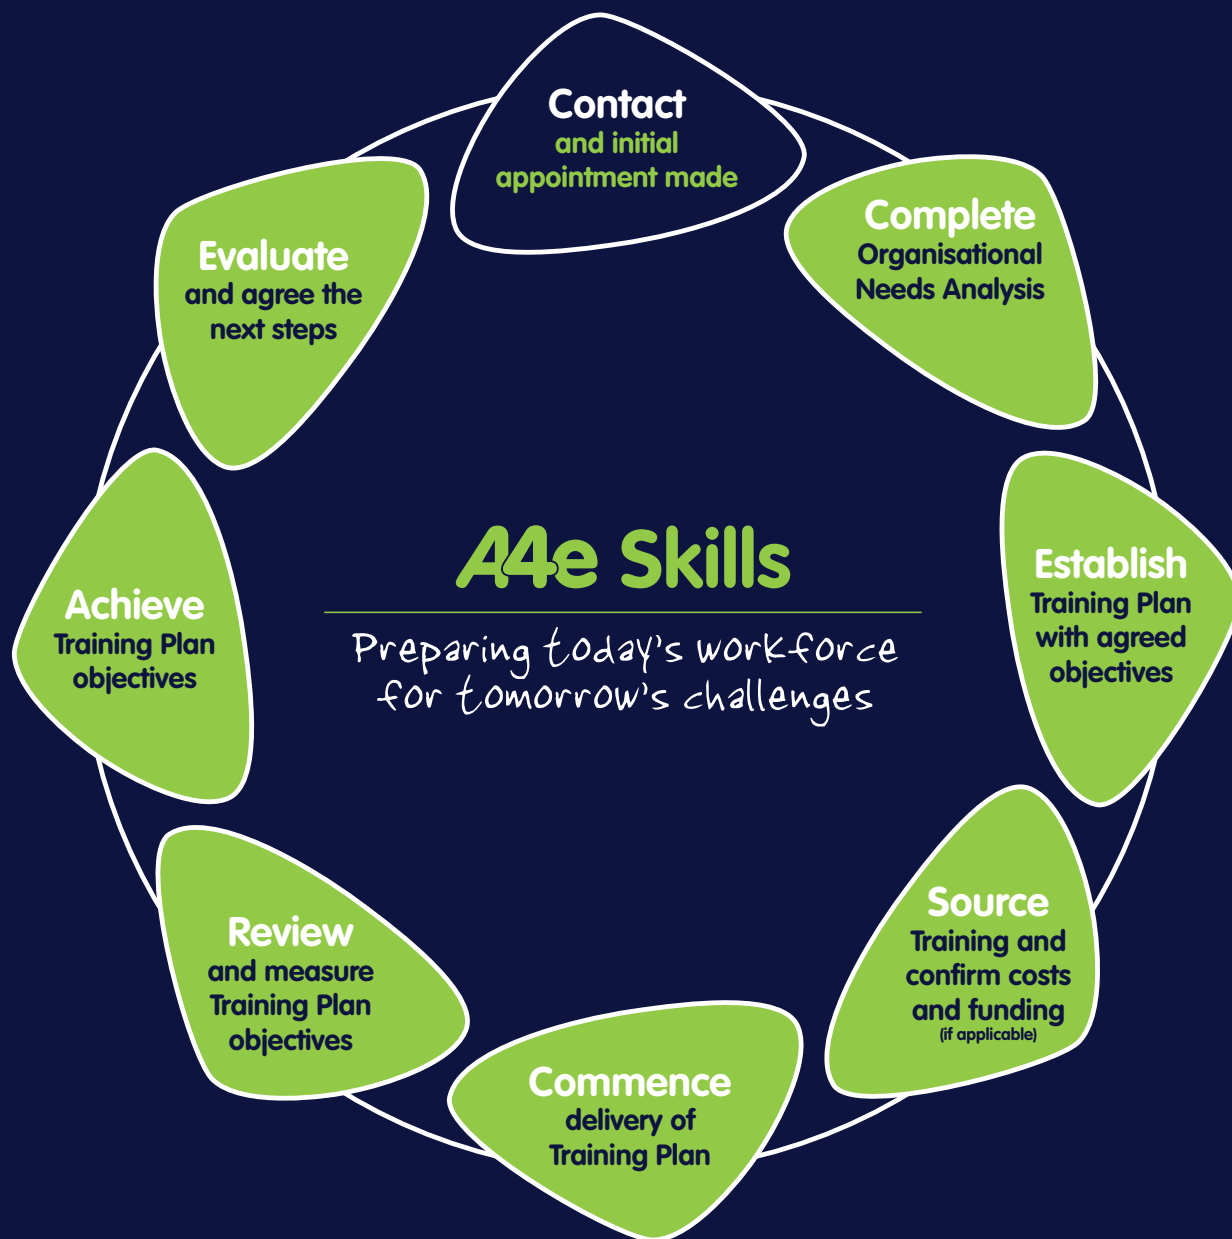 Contact
and initial
appointment made
Complete
Organisational
Needs Analysis
Establish
Training Plan
with agreed
objectives
Source
Training and
confirm costs
and funding
(if applicable)
Commence
delivery of
Training Plan
Review
and measure
Training Plan
objectives
Achieve
Training Plan
objectives
Evaluate
and agree the
next steps
A4e Skills
Preparing today's workforce
for tomorrow's challenges